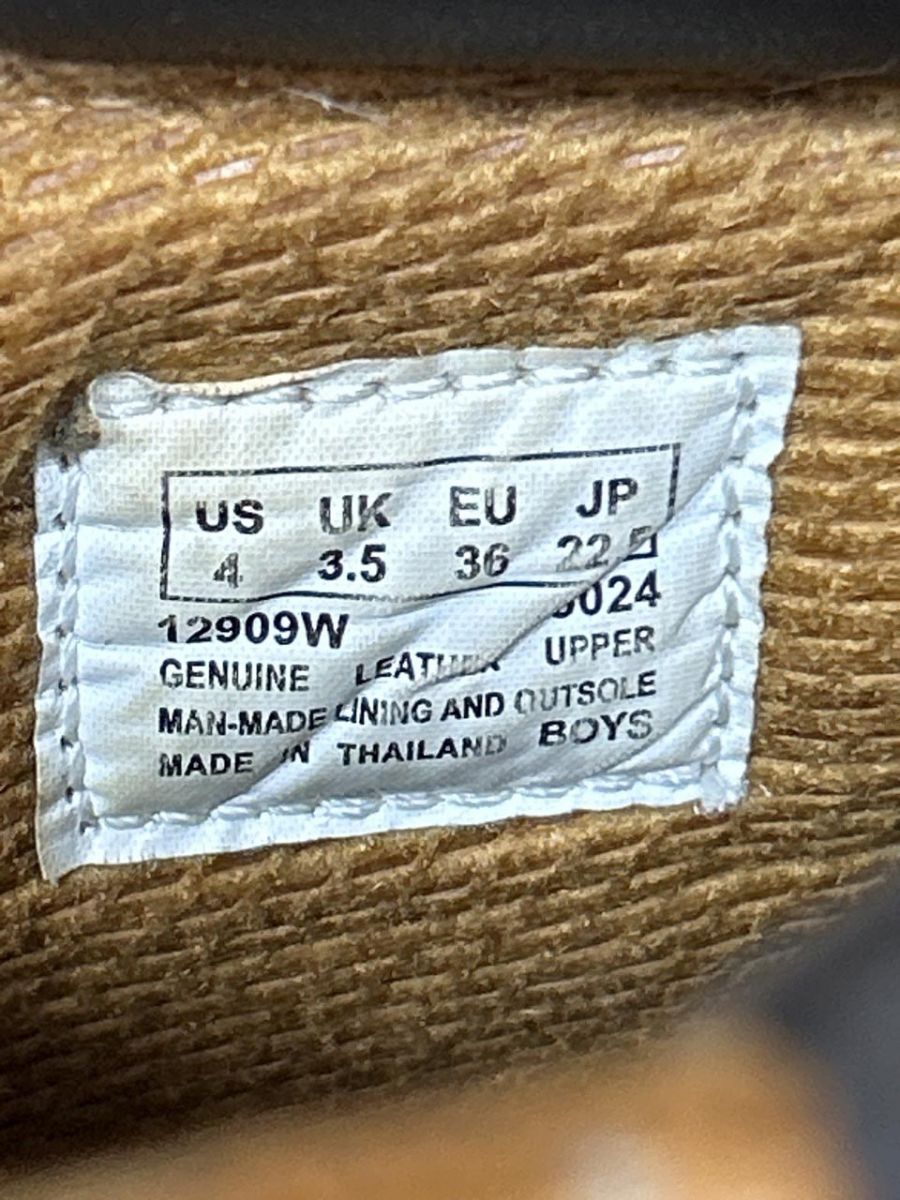 US UK EU JP
4 3.5 36 22.5
12909W
GENUINE LEATHER UPPER
MAN-MADE LINING AND OUTSOLE
MADE IN THAILAND BOYS